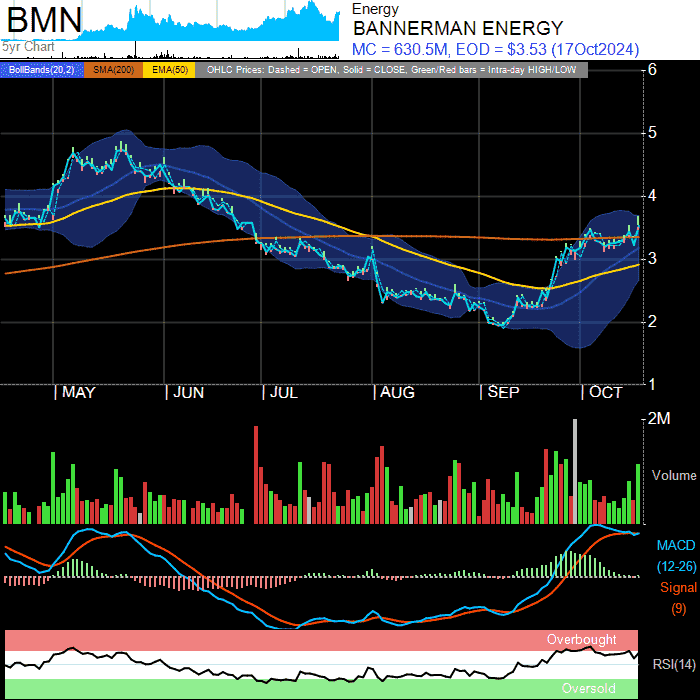 BMN
5yr Chart
Energy
BANNERMAN ENERGY
MC = 630.5M, EOD = $3.53 (17Oct2024)
BollBands(20,2) SMA(200) EMA(50) OHLC Prices: Dashed = OPEN, Solid = CLOSE, Green/Red bars = Intra-day HIGH/LOW
6
5
4
3
2
1
| MAY | JUN | JUL | AUG | SEP | OCT
2M
Volume
MACD
(12-26)
Signal
(9)
Overbought
RSI(14)
Oversold